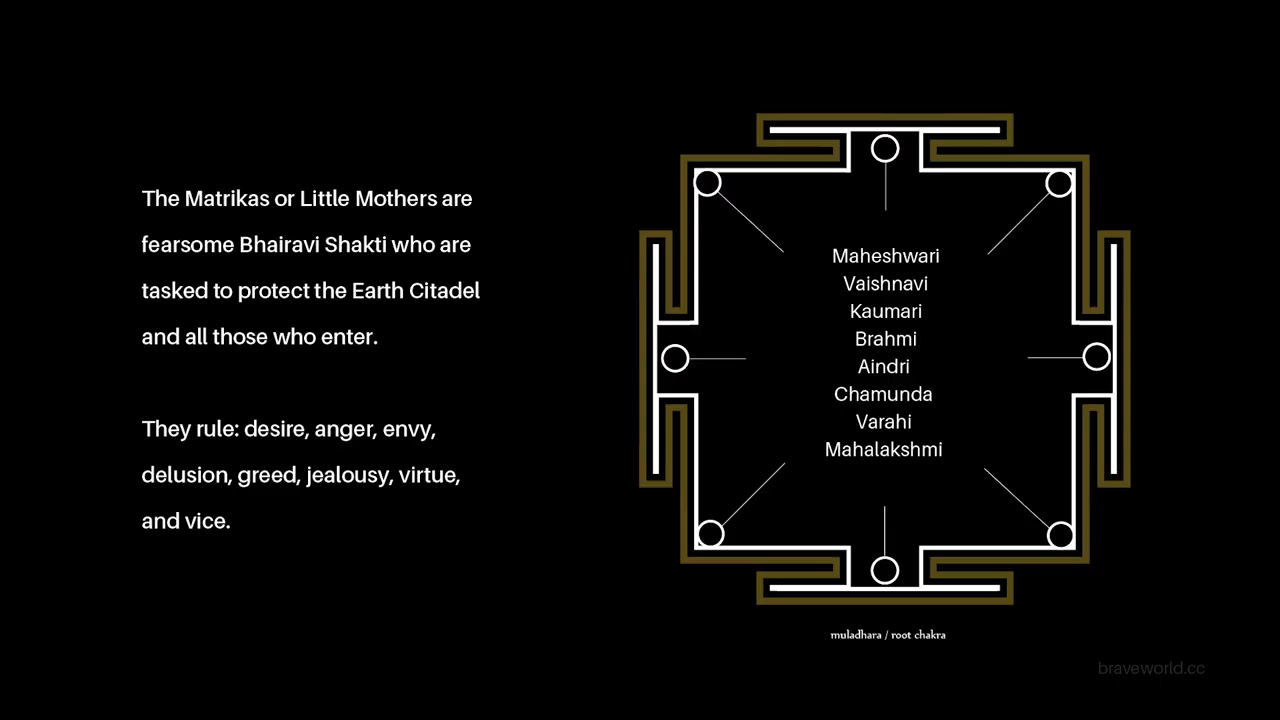 The Matrikas or Little Mothers are
fearsome Bhairavi Shakti who are
tasked to protect the Earth Citadel
and all those who enter.
They rule: desire, anger, envy,
delusion, greed, jealousy, virtue,
and vice.
Maheshwari
Vaishnavi
Kaumari
Brahmi
Aindri
Chamunda
Varahi
Mahalakshmi
muladhara / root chakra
braveworld.cc